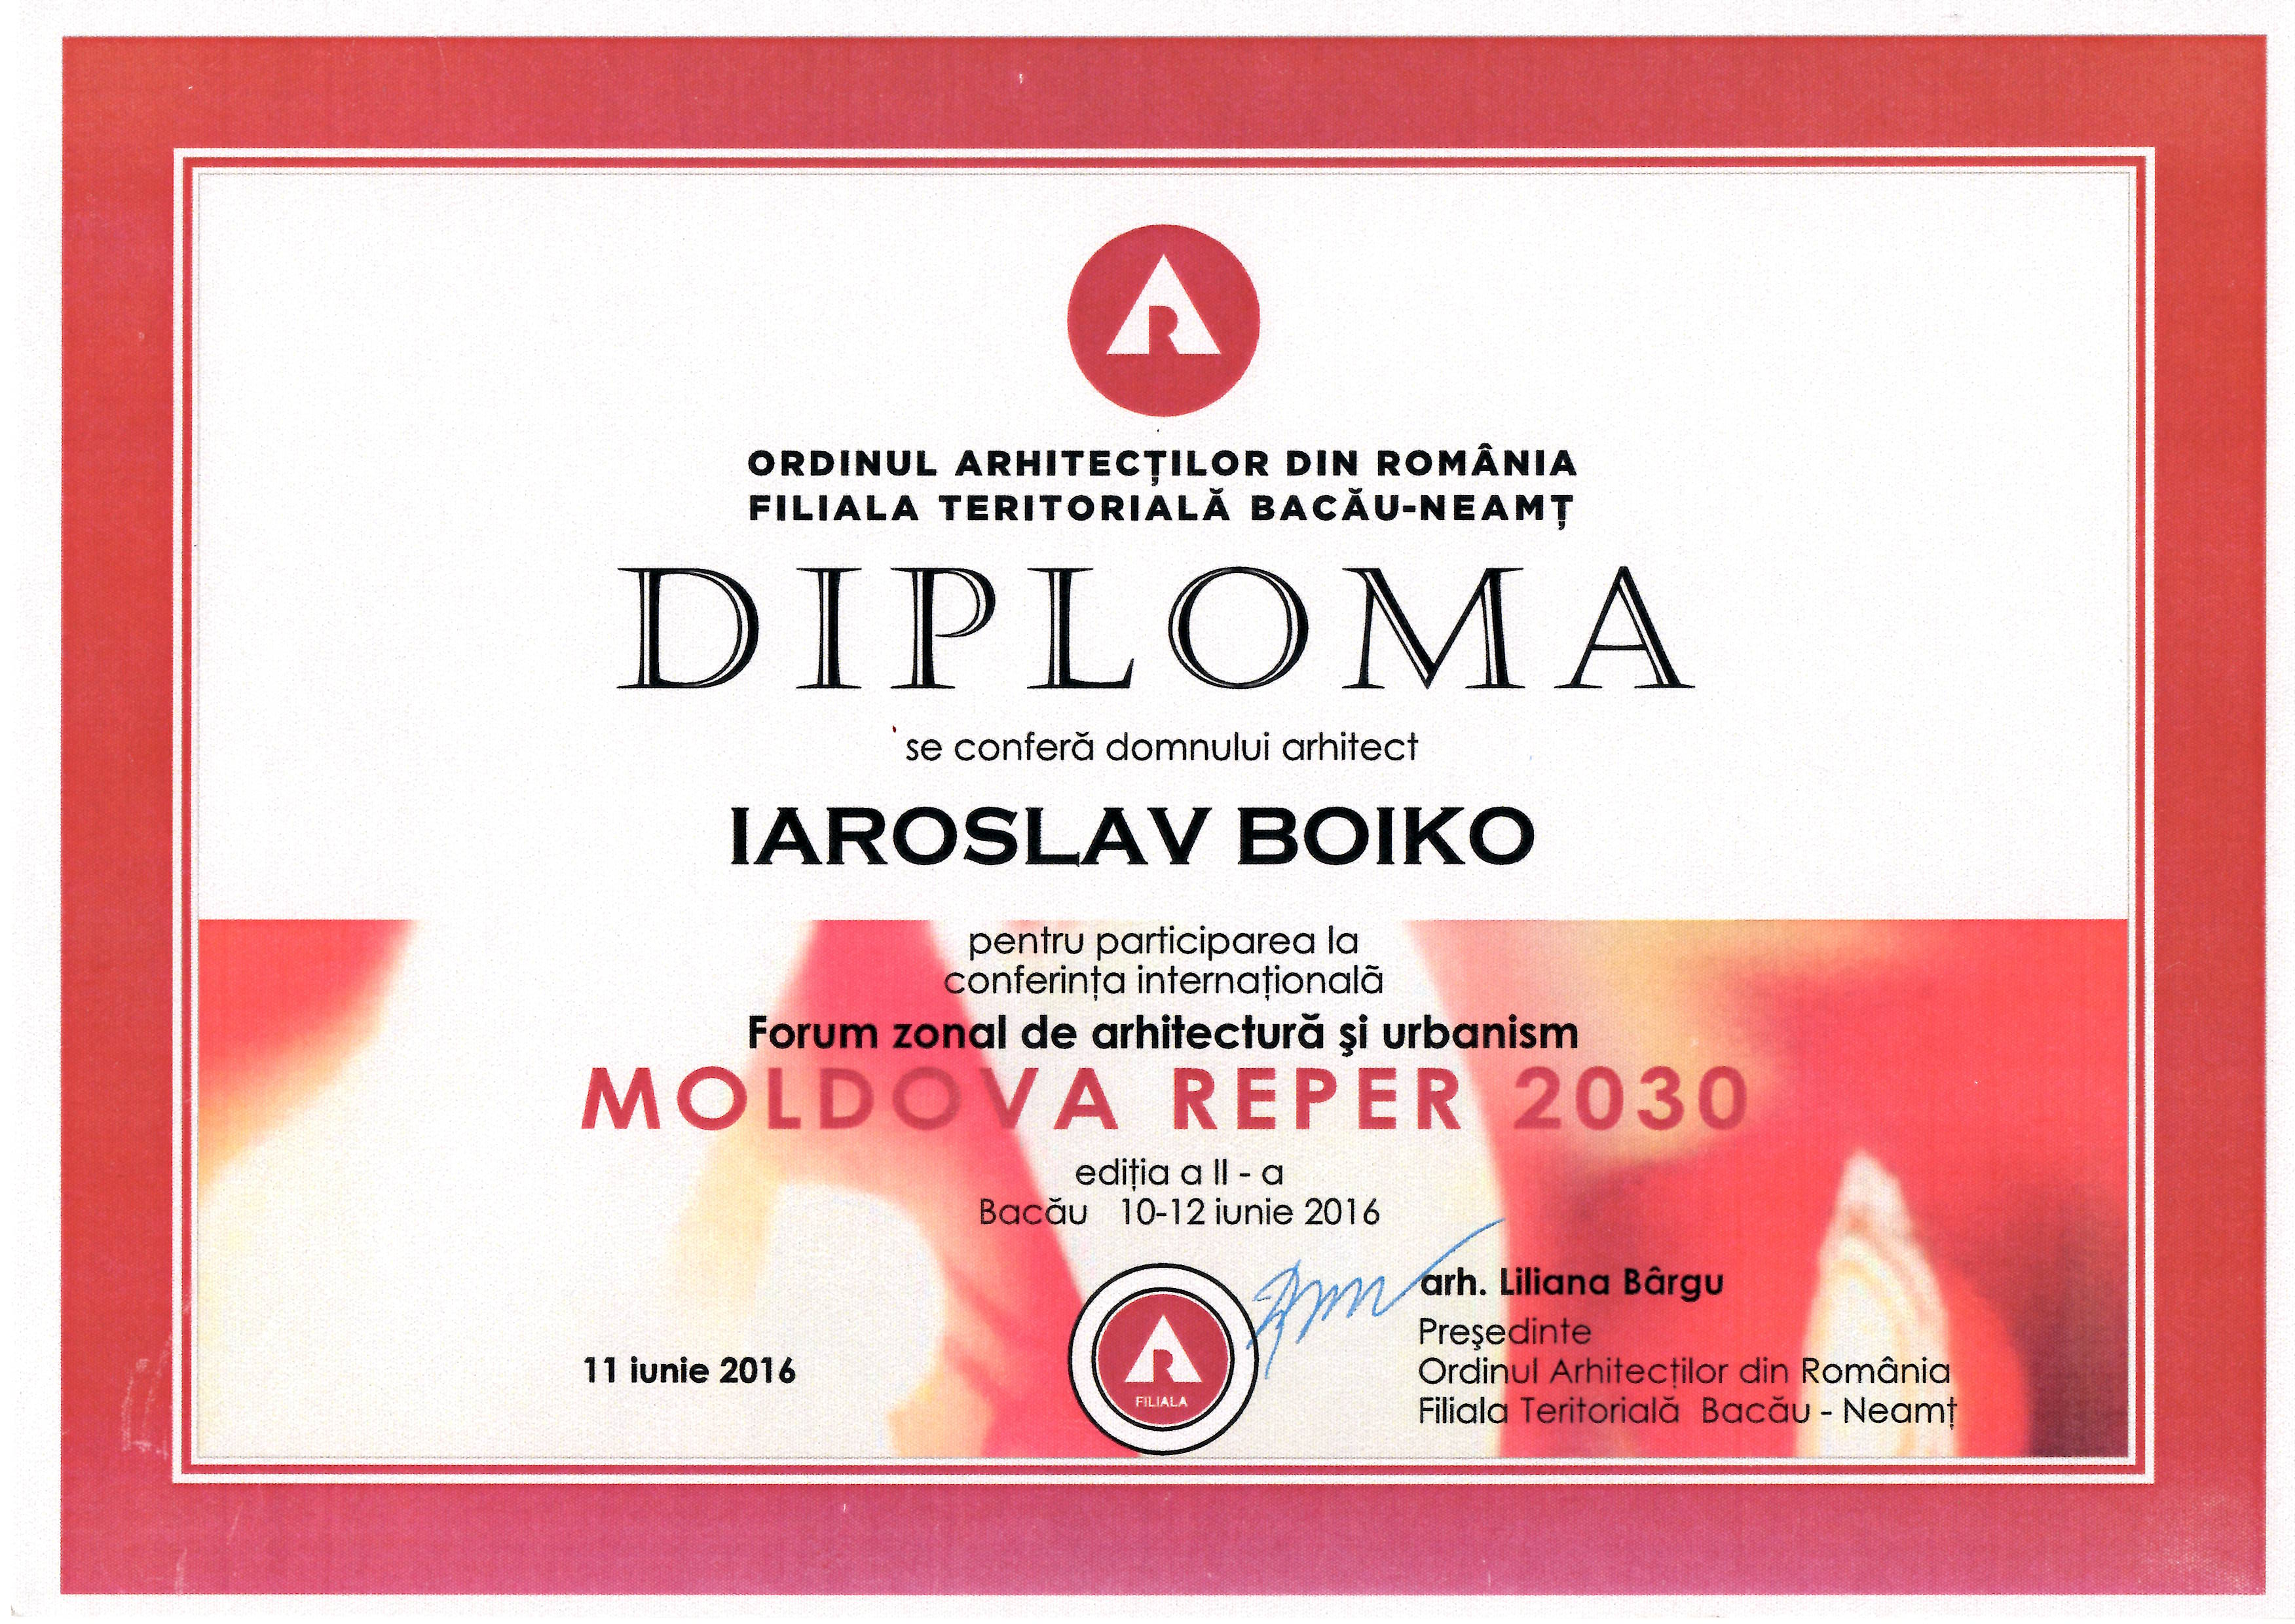 AR
ORDINUL ARHITECȚILOR DIN ROMÂNIA
FILIALA TERITORIALĂ BACĂU-NEAMȚ
DIPLOMA
se conferă domnului arhitect
IAROSLAV BOIKO
pentru participarea la
conferința internațională
Forum zonal de arhitectură şi urbanism
MOLDOVA REPER 2030
ediția a II - a
Bacău 10-12 iunie 2016
arh. Liliana Bârgu
Preşedinte
Ordinul Arhitecților din România
Filiala Teritorială Bacău - Neamț
11 iunie 2016
AR
FILIALA